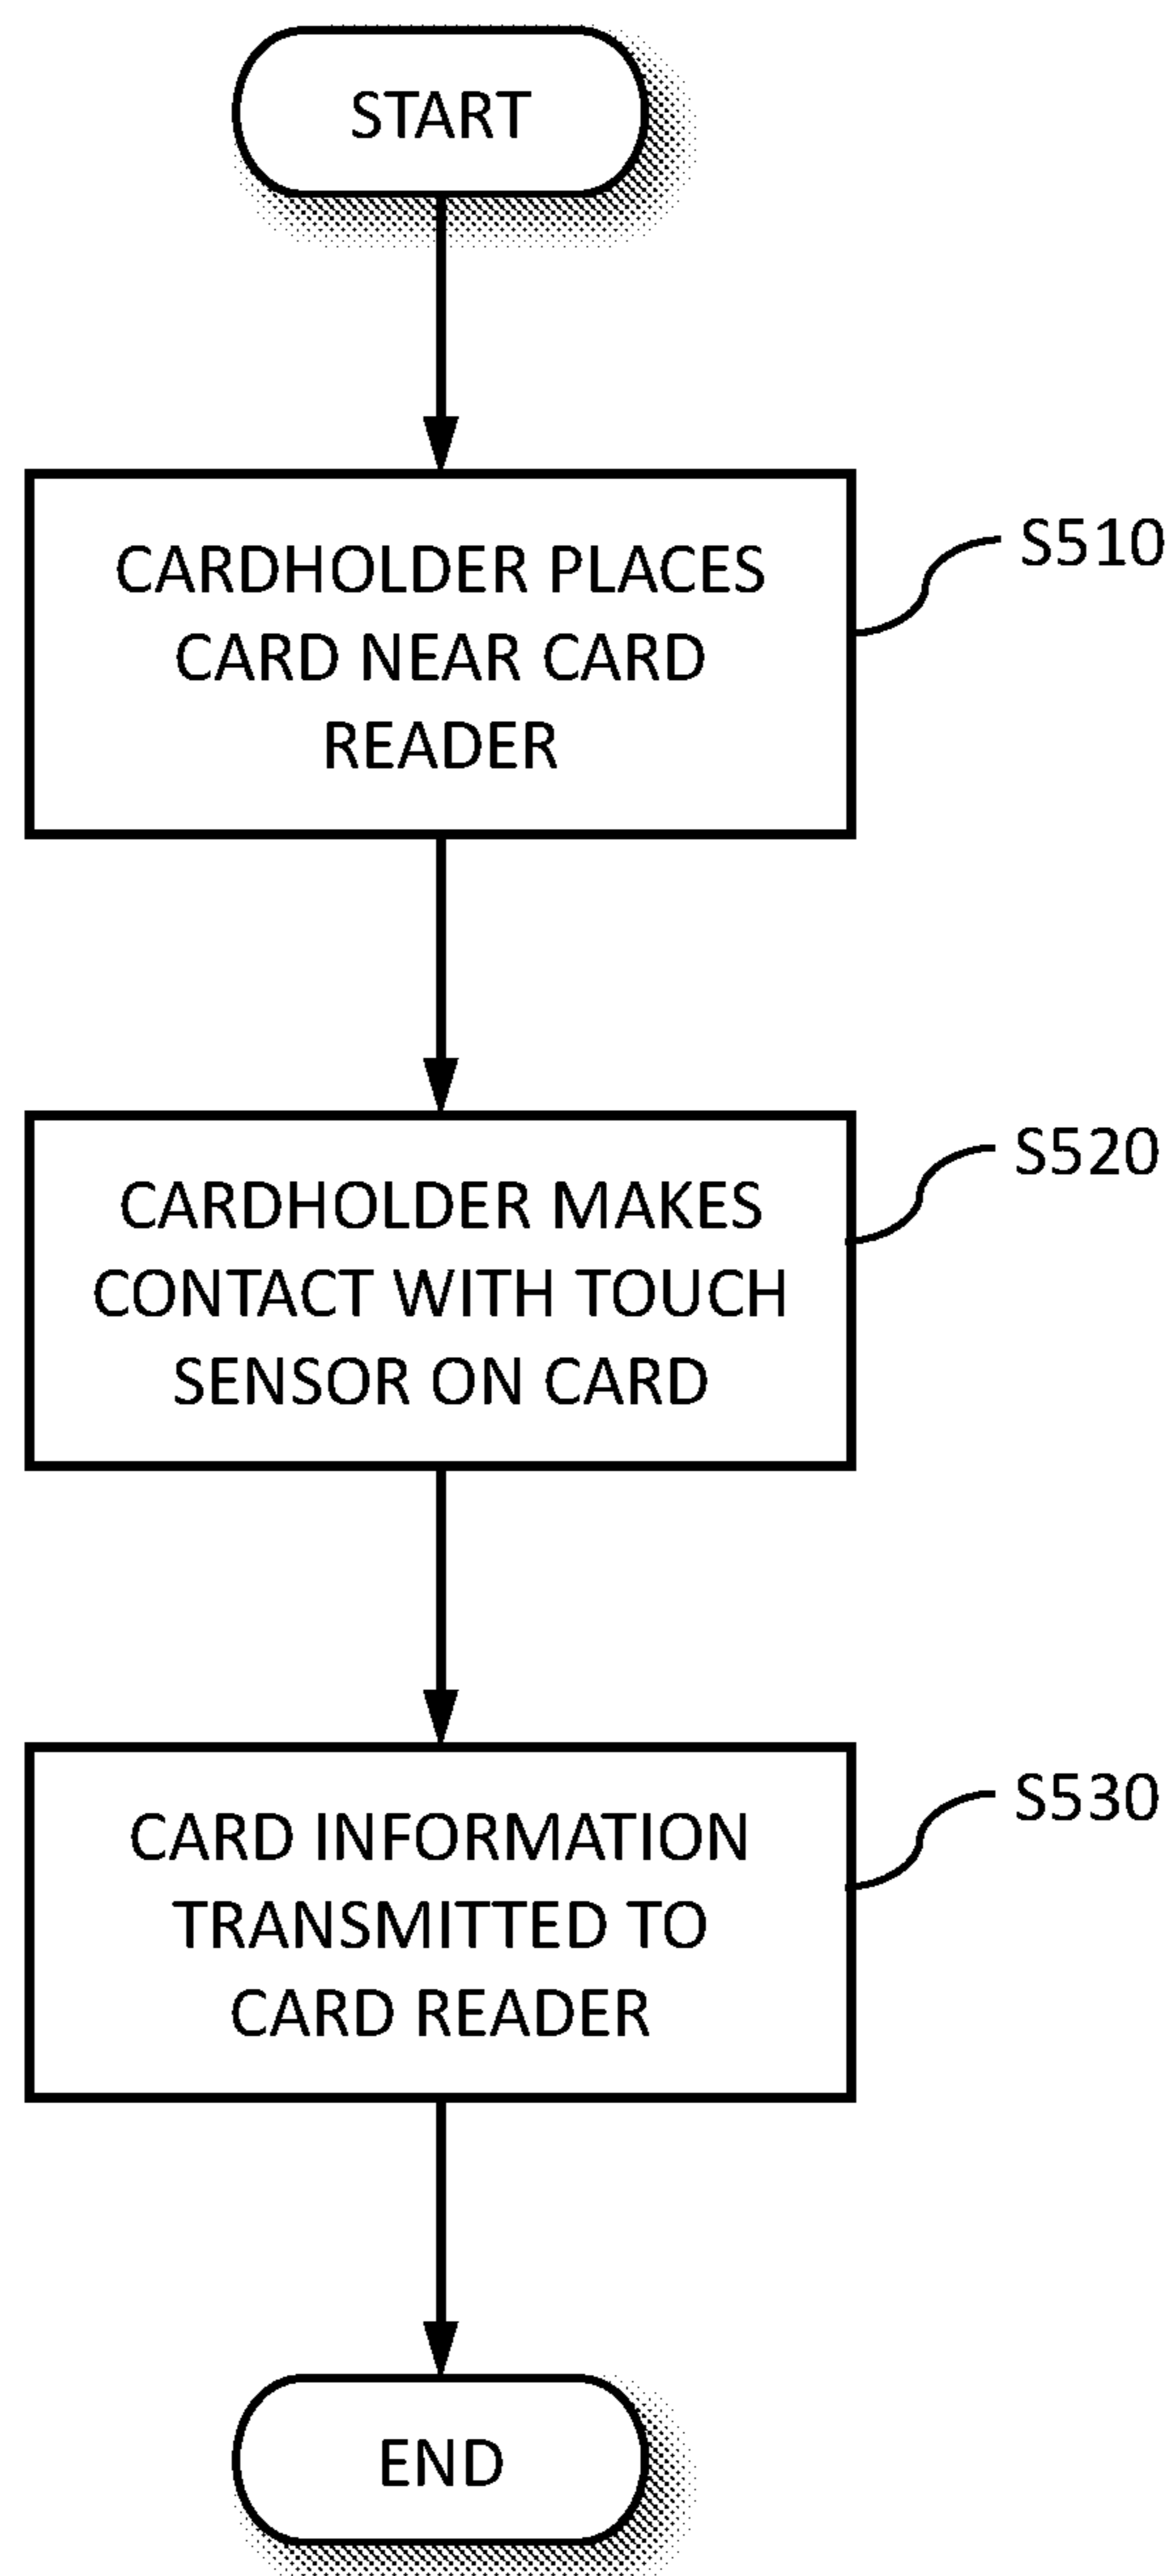 START
CARDHOLDER PLACES
CARD NEAR CARD
READER
S510
CARDHOLDER MAKES
CONTACT WITH TOUCH
SENSOR ON CARD
S520
CARD INFORMATION
TRANSMITTED TO
CARD READER
S530
END